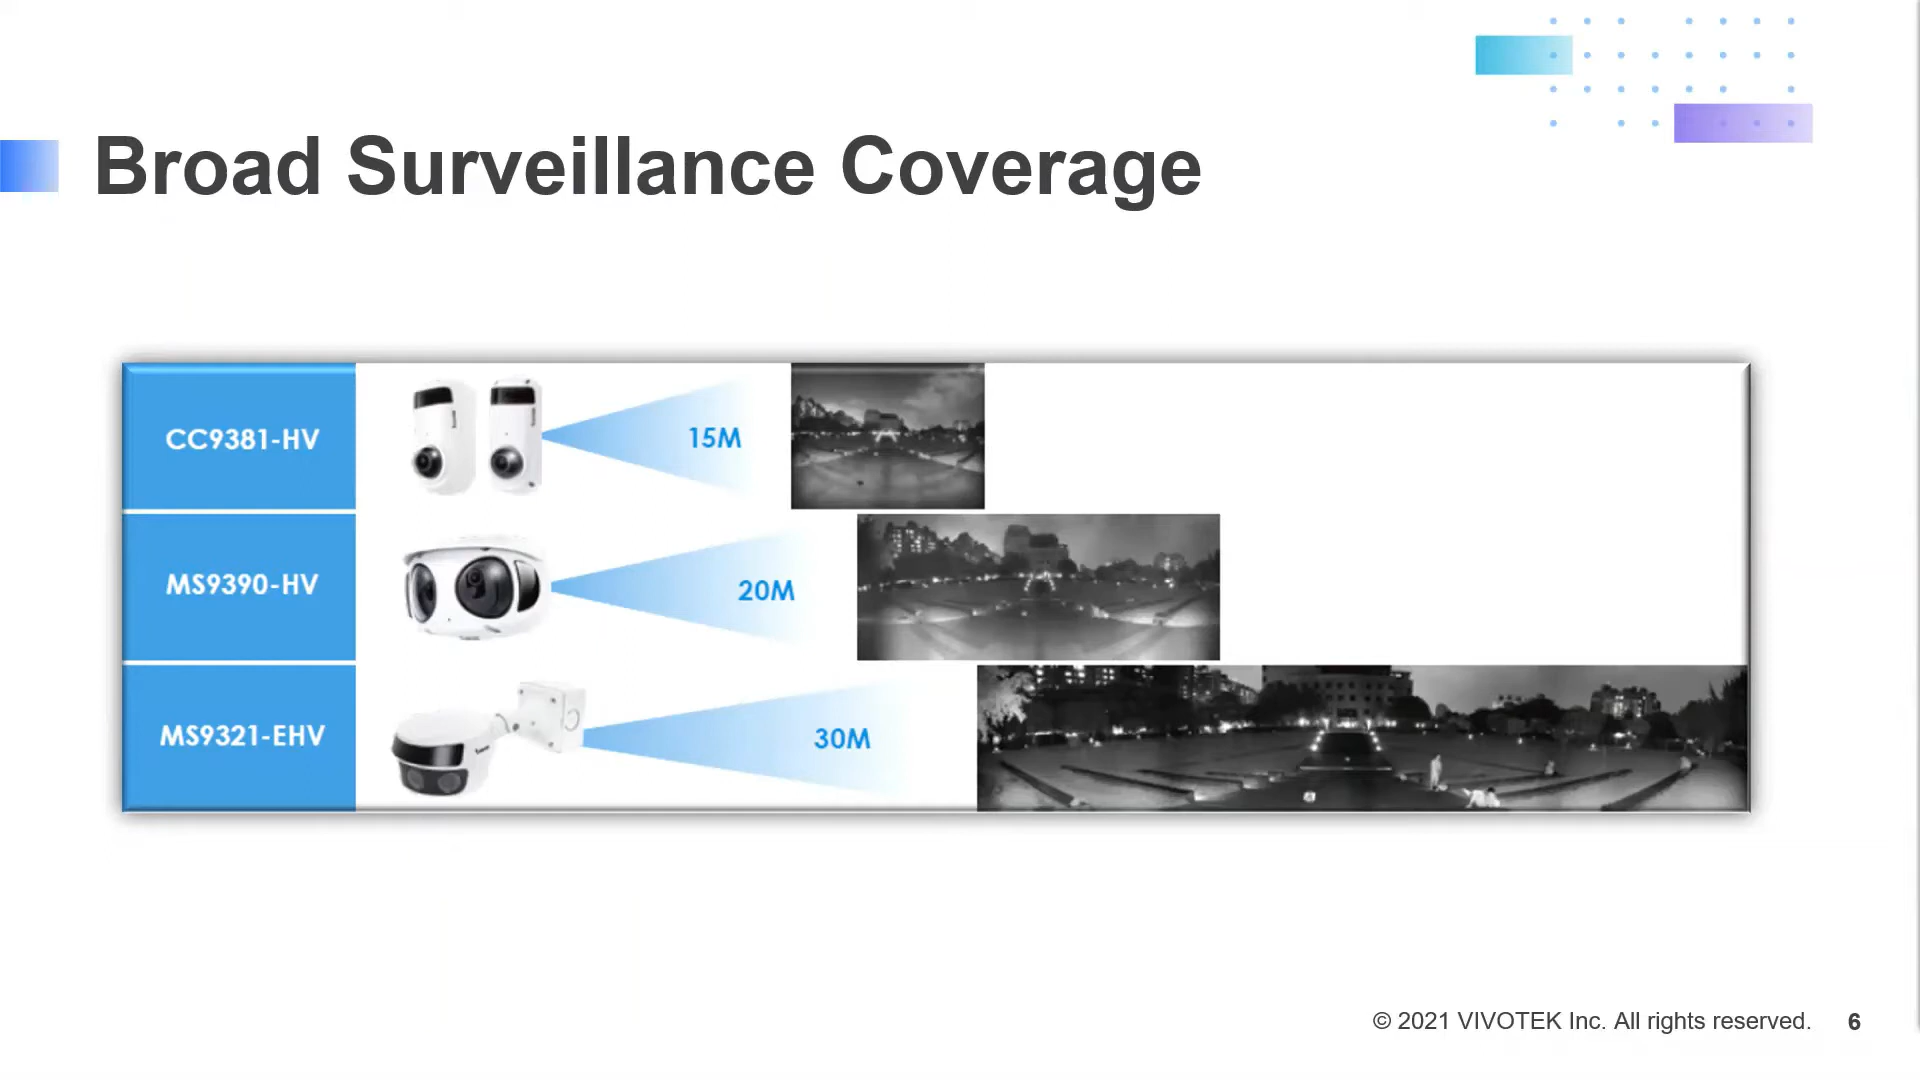 Broad Surveillance Coverage
CC9381-HV
15M
MS9390-HV
20M
MS9321-EHV
30M
© 2021 VIVOTEK Inc. All rights reserved. 6